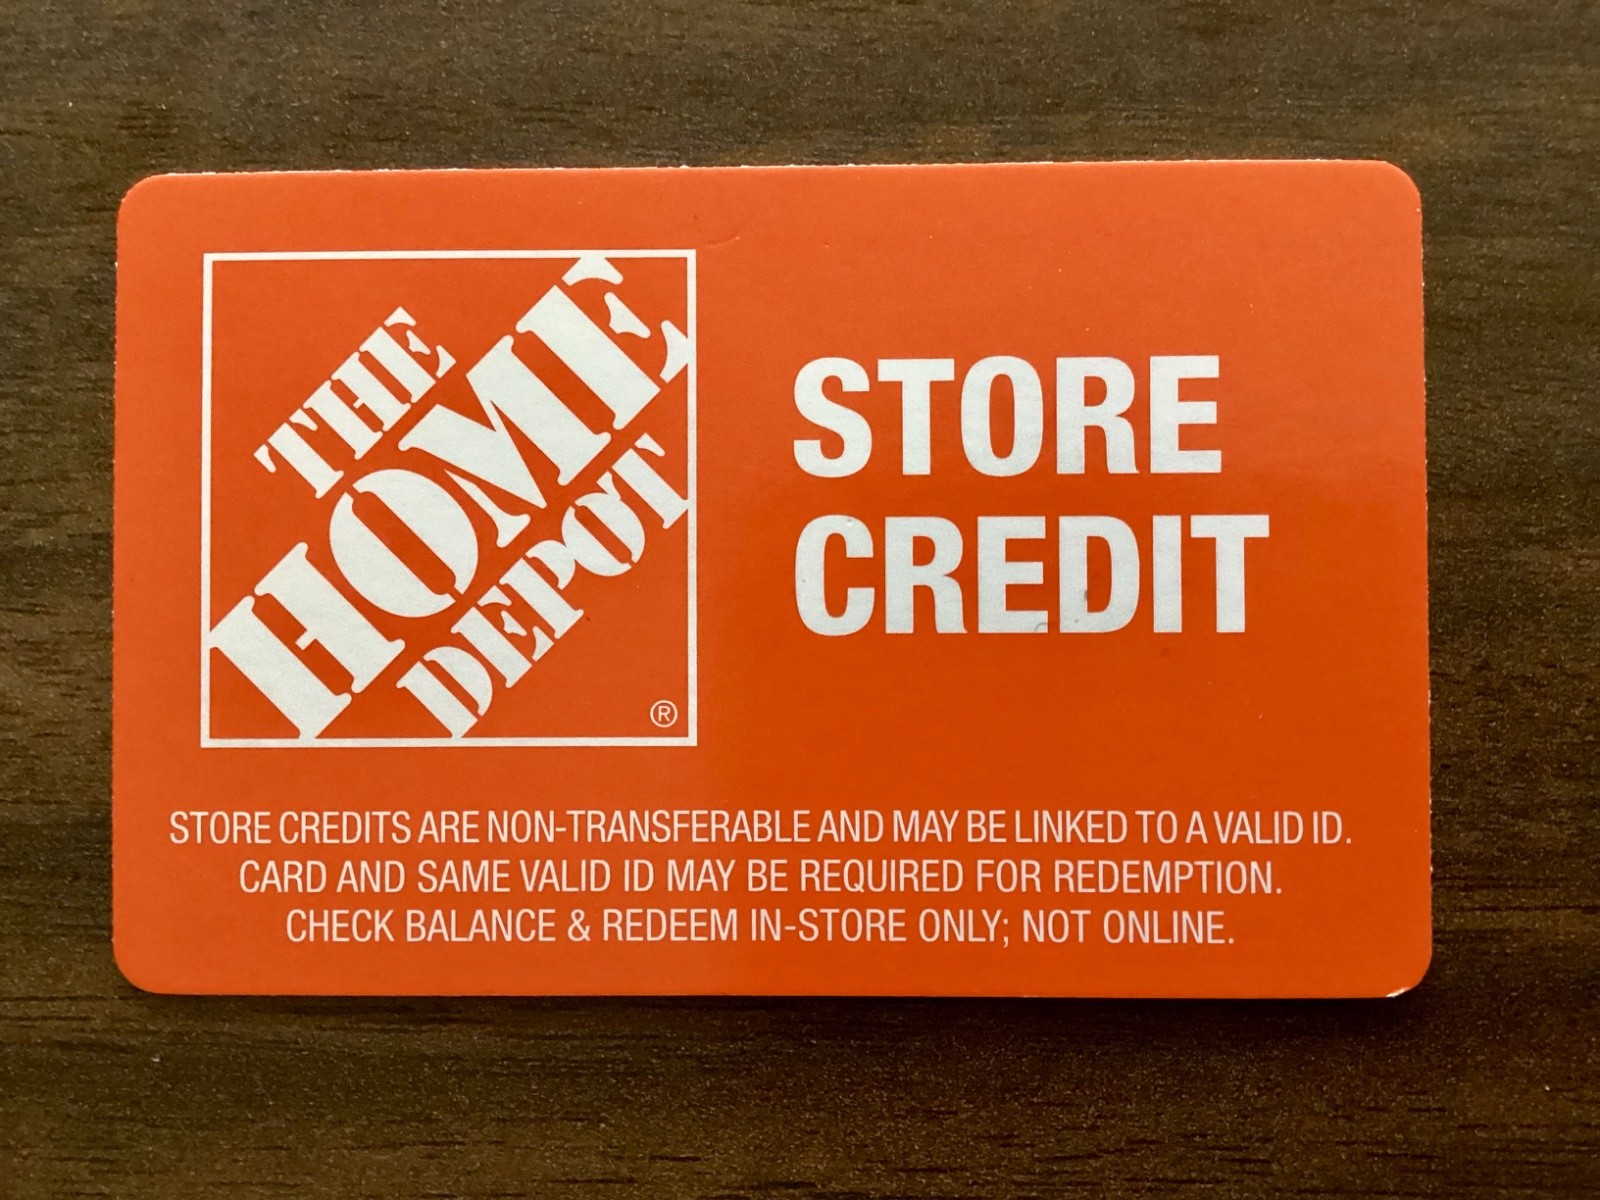 THE
HOME
DEPOT
®
STORE
CREDIT
STORE CREDITS ARE NON-TRANSFERABLE AND MAY BE LINKED TO A VALID ID.
CARD AND SAME VALID ID MAY BE REQUIRED FOR REDEMPTION.
CHECK BALANCE & REDEEM IN-STORE ONLY; NOT ONLINE.